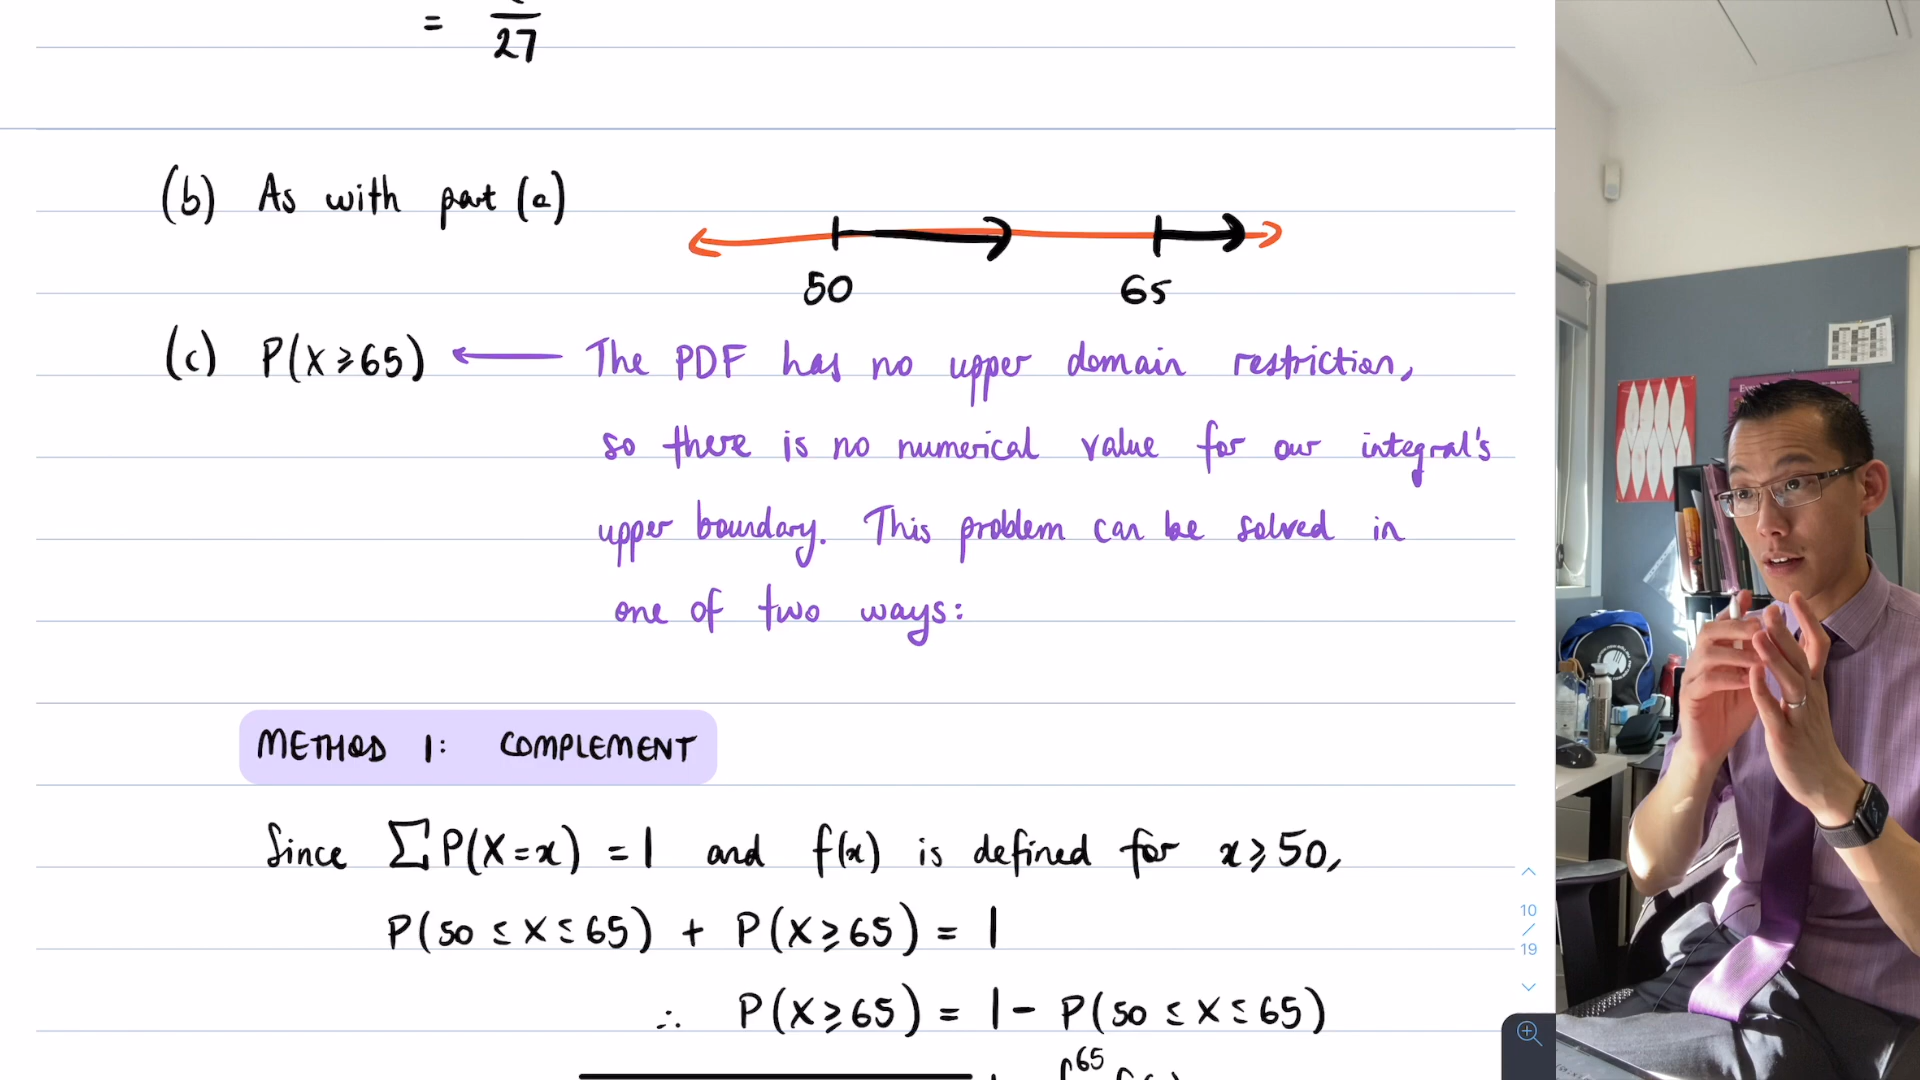 = 27
(b) As with part (a)
50 65
(c) P(X ≥ 65) ← The PDF has no upper domain restriction,
so there is no numerical value for our integral's
upper boundary. This problem can be solved in
one of two ways:
METHOD 1: COMPLEMENT
Since ∑ P(X = x) = 1 and f(x) is defined for x ≥ 50,
P(50 ≤ X ≤ 65) + P(X ≥ 65) = 1
∴ P(X ≥ 65) = 1 - P(50 ≤ X ≤ 65)
65
10
/
19